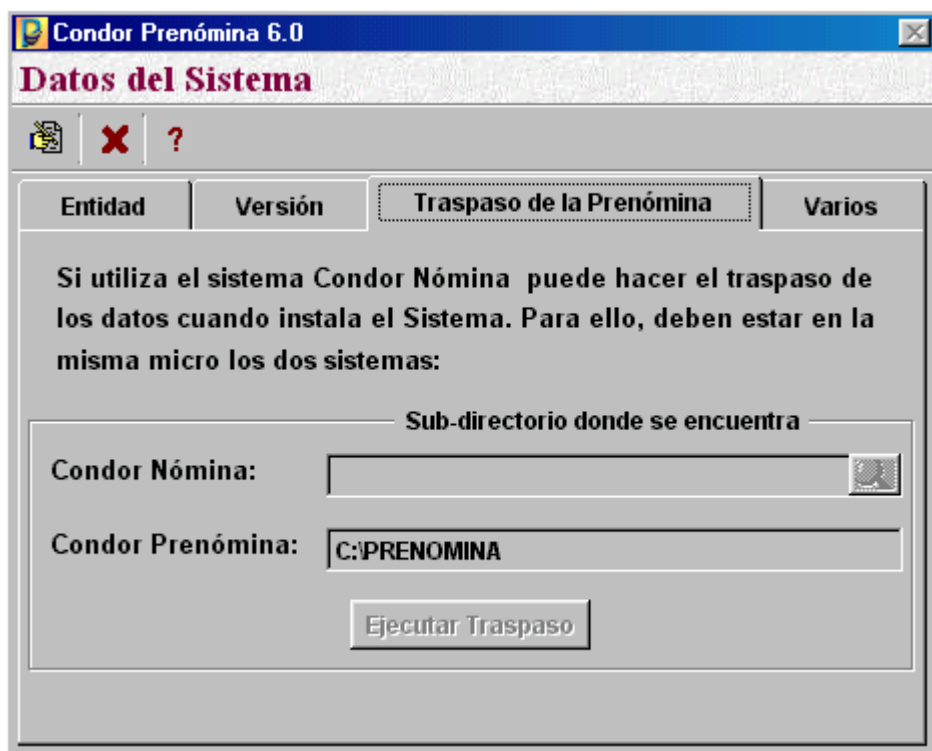 Condor Prenómina 6.0
Datos del Sistema
?
Entidad Versión Traspaso de la Prenómina Varios
Si utiliza el sistema Condor Nómina puede hacer el traspaso de
los datos cuando instala el Sistema. Para ello, deben estar en la
misma micro los dos sistemas:
Sub-directorio donde se encuentra
Condor Nómina:
Condor Prenómina: C:\PRENOMINA
Ejecutar Traspaso